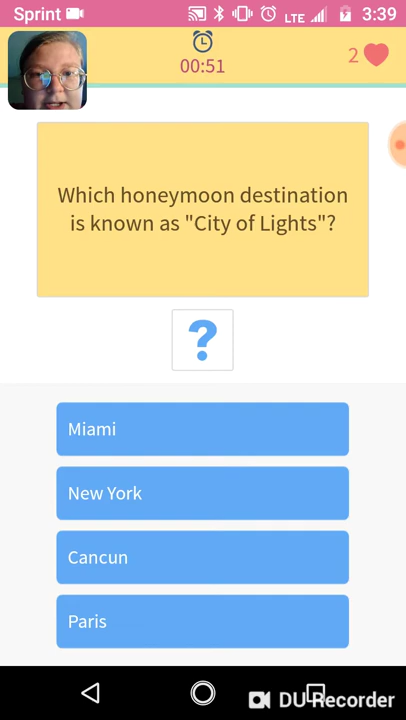 Sprint LTE 3:39
00:51 2
Which honeymoon destination
is known as "City of Lights"?
?
Miami
New York
Cancun
Paris
DU Recorder